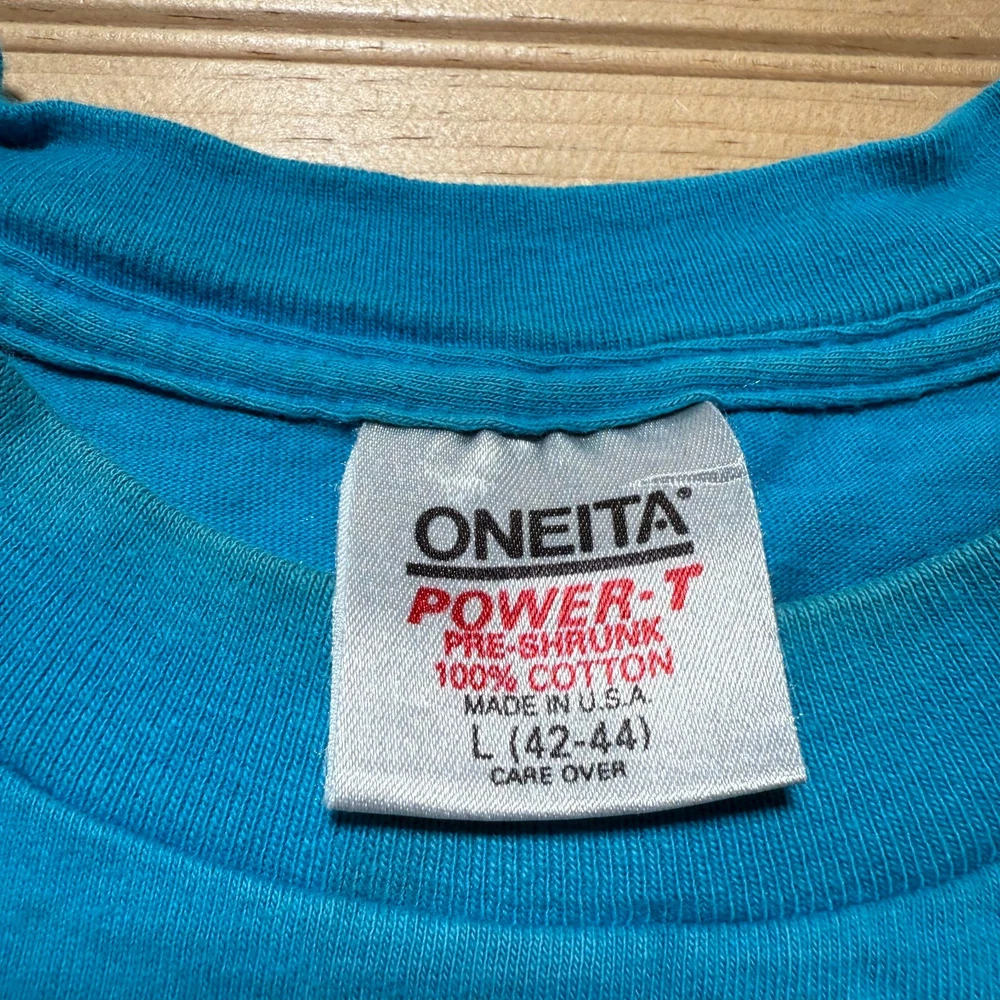 ONEITA®
POWER-T
PRE-SHRUNK
100% COTTON
MADE IN U.S.A.
L (42-44)
CARE OVER